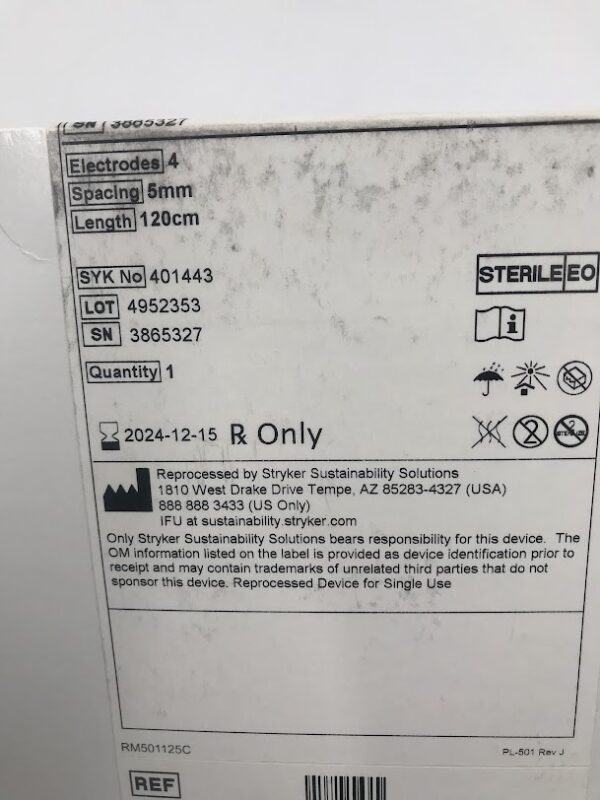 SN 3865327
Electrodes 4
Spacing 5mm
Length 120cm
SYK No 401443
STERILE EO
LOT 4952353
SN 3865327
Quantity 1
2024-12-15 ℞ Only
Reprocessed by Stryker Sustainability Solutions
1810 West Drake Drive Tempe, AZ 85283-4327 (USA)
888 888 3433 (US Only)
IFU at sustainability.stryker.com
Only Stryker Sustainability Solutions bears responsibility for this device. The
OM information listed on the label is provided as device identification prior to
receipt and may contain trademarks of unrelated third parties that do not
sponsor this device. Reprocessed Device for Single Use
RM501125C
PL-501 Rev J
REF